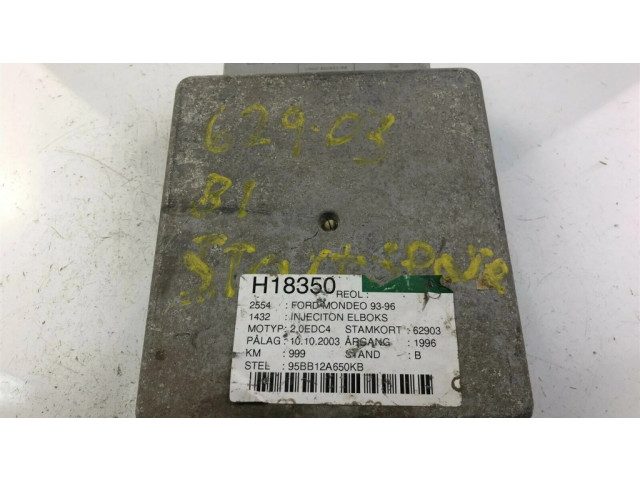 629-03
B1
Startspære
H18350
REOL :
2554 : FORD MONDEO 93-96
1432 : INJECITON ELBOKS
MOTYP: 2,0EDC4 STAMKORT : 62903
PÅLAG : 10.10.2003 ÅRGANG : 1996
KM : 999 STAND : B
STEL : 95BB12A650KB